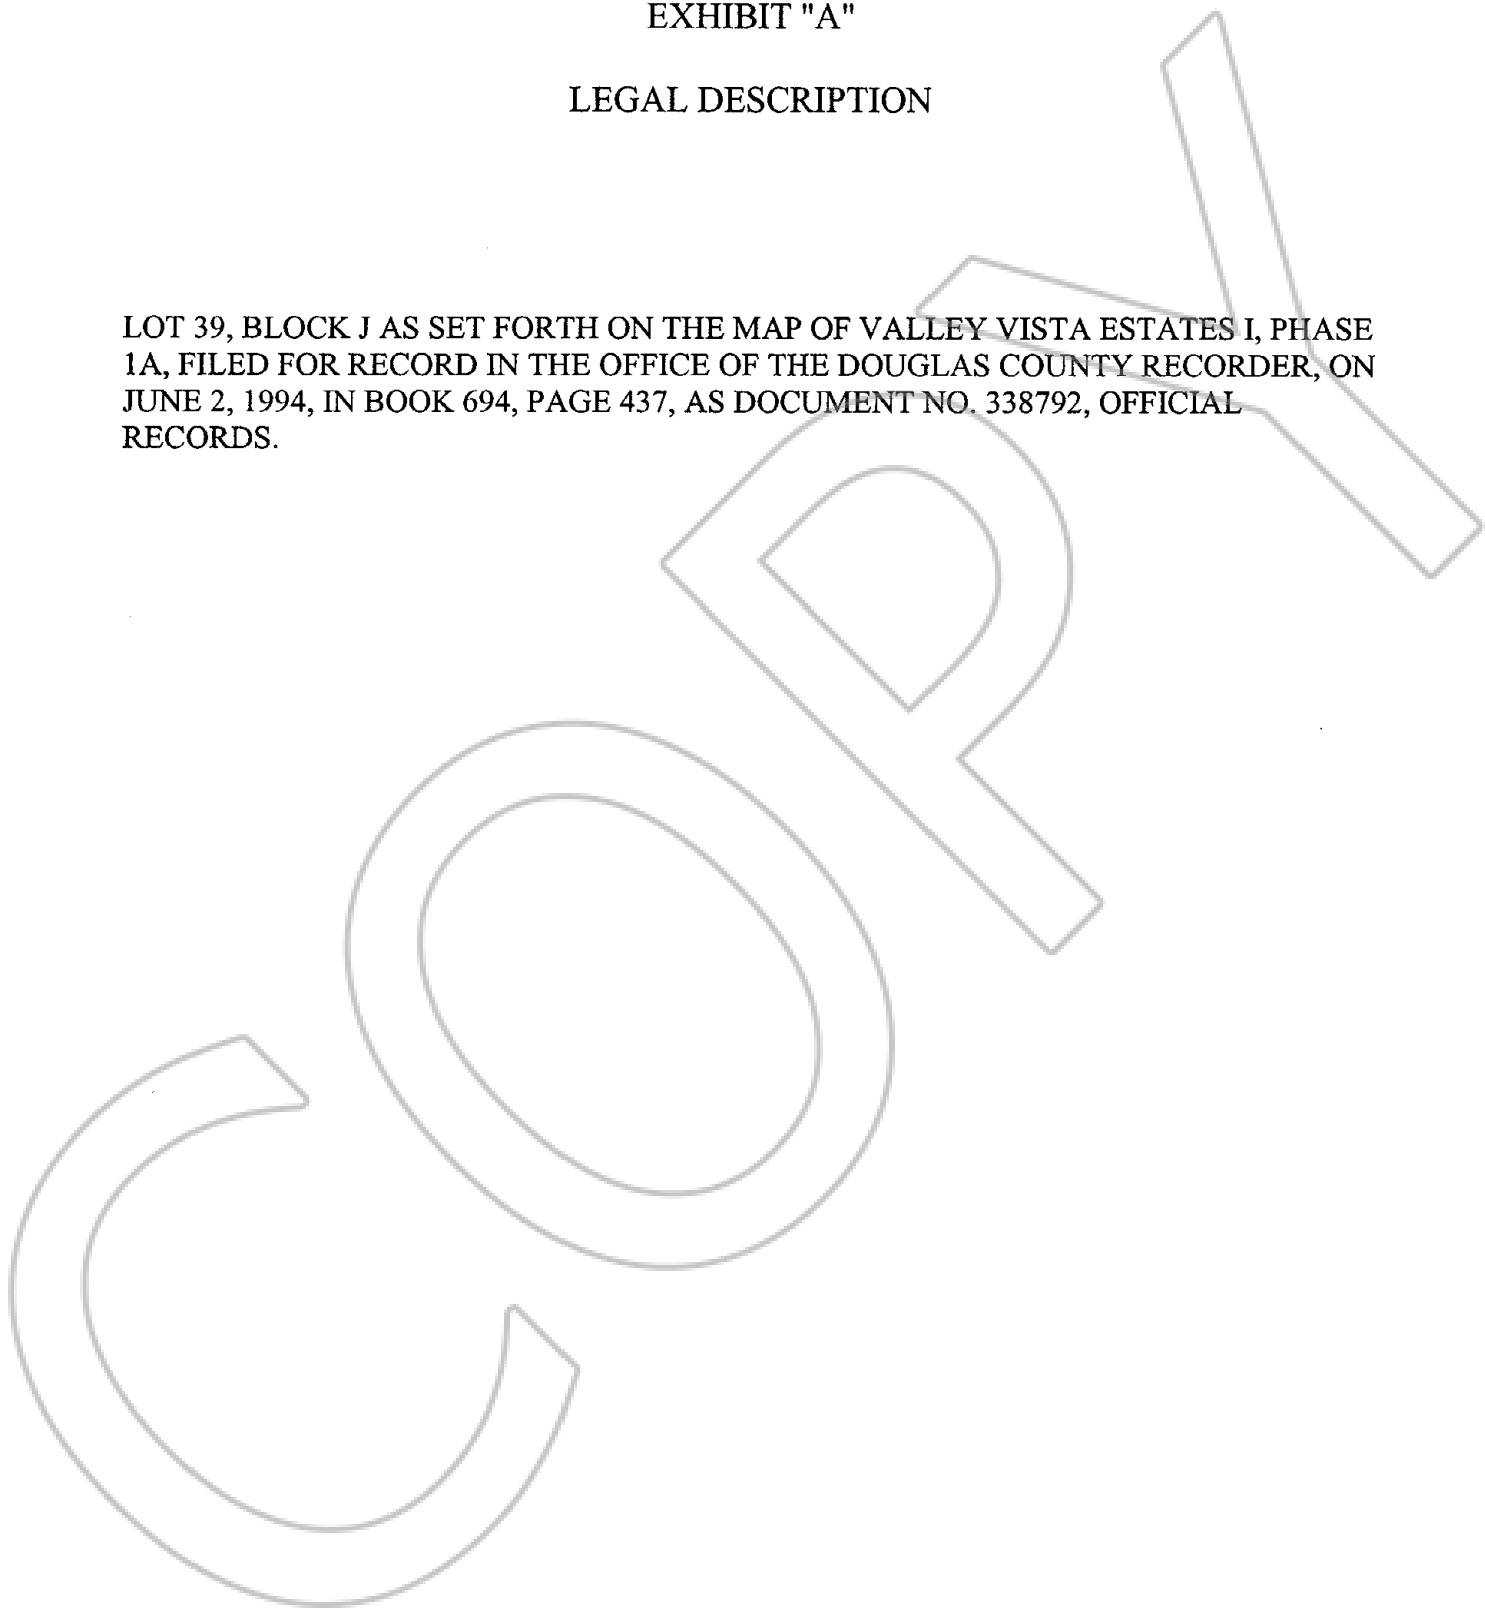 EXHIBIT "A"
LEGAL DESCRIPTION
LOT 39, BLOCK J AS SET FORTH ON THE MAP OF VALLEY VISTA ESTATES I, PHASE
1A, FILED FOR RECORD IN THE OFFICE OF THE DOUGLAS COUNTY RECORDER, ON
JUNE 2, 1994, IN BOOK 694, PAGE 437, AS DOCUMENT NO. 338792, OFFICIAL
RECORDS.
COPY